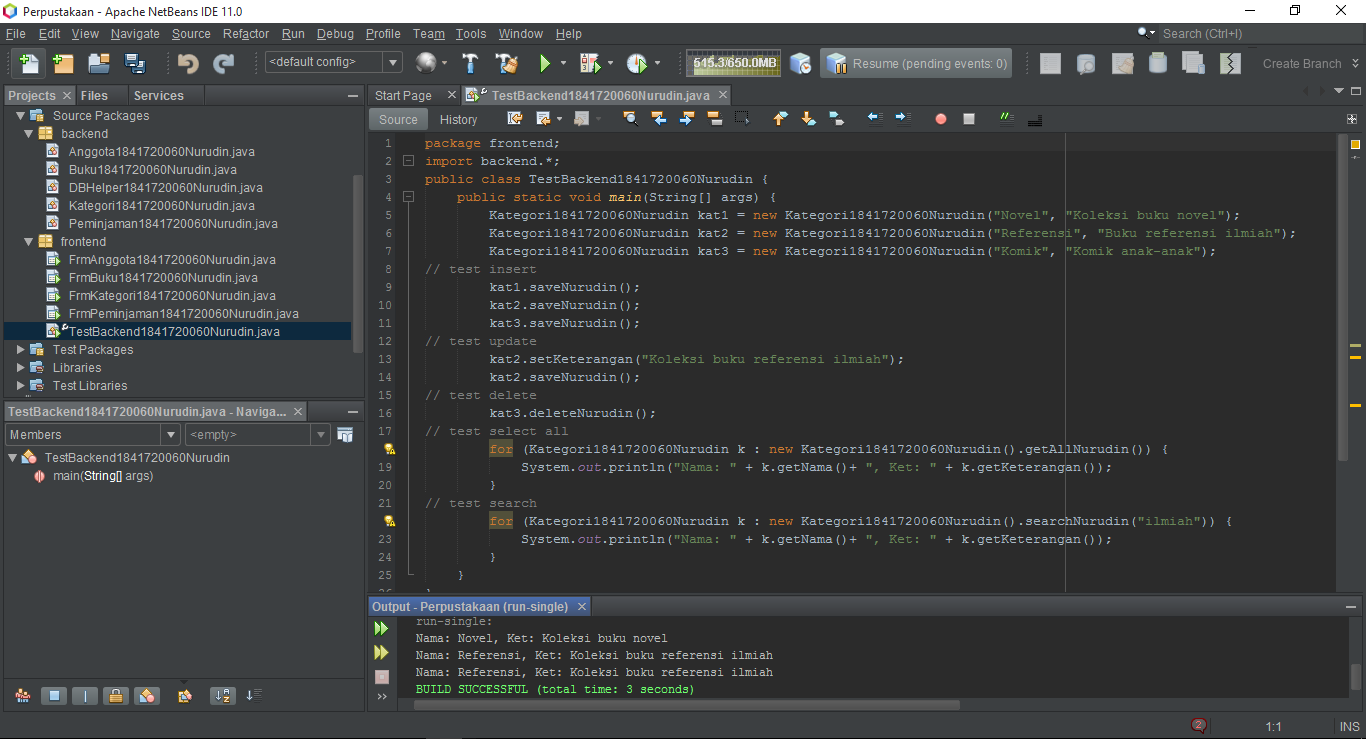 Perpustakaan - Apache NetBeans IDE 11.0
File Edit View Navigate Source Refactor Run Debug Profile Team Tools Window Help
Search (Ctrl+I)
<default config>
515.3/650.0MB
Resume (pending events: 0)
Create Branch
Projects Files Services
Source Packages
backend
Anggota1841720060Nurudin.java
Buku1841720060Nurudin.java
DBHelper1841720060Nurudin.java
Kategori1841720060Nurudin.java
Peminjaman1841720060Nurudin.java
frontend
FrmAnggota1841720060Nurudin.java
FrmBuku1841720060Nurudin.java
FrmKategori1841720060Nurudin.java
FrmPeminjaman1841720060Nurudin.java
TestBackend1841720060Nurudin.java
Test Packages
Libraries
Test Libraries
TestBackend1841720060Nurudin.java - Naviga...
Members
<empty>
TestBackend1841720060Nurudin
main(String[] args)
Start Page
TestBackend1841720060Nurudin.java
Source History
1 package frontend;
2 import backend.*;
3 public class TestBackend1841720060Nurudin {
4 public static void main(String[] args) {
5 Kategori1841720060Nurudin kat1 = new Kategori1841720060Nurudin("Novel", "Koleksi buku novel");
6 Kategori1841720060Nurudin kat2 = new Kategori1841720060Nurudin("Referensi", "Buku referensi ilmiah");
7 Kategori1841720060Nurudin kat3 = new Kategori1841720060Nurudin("Komik", "Komik anak-anak");
8 // test insert
9 kat1.saveNurudin();
10 kat2.saveNurudin();
11 kat3.saveNurudin();
12 // test update
13 kat2.setKeterangan("Koleksi buku referensi ilmiah");
14 kat2.saveNurudin();
15 // test delete
16 kat3.deleteNurudin();
17 // test select all
for (Kategori1841720060Nurudin k : new Kategori1841720060Nurudin().getAllNurudin()) {
19 System.out.println("Nama: " + k.getNama()+ ", Ket: " + k.getKeterangan());
20 }
21 // test search
for (Kategori1841720060Nurudin k : new Kategori1841720060Nurudin().searchNurudin("ilmiah")) {
23 System.out.println("Nama: " + k.getNama()+ ", Ket: " + k.getKeterangan());
24 }
25 }
26 }
Output - Perpustakaan (run-single)
run-single:
Nama: Novel, Ket: Koleksi buku novel
Nama: Referensi, Ket: Koleksi buku referensi ilmiah
Nama: Referensi, Ket: Koleksi buku referensi ilmiah
BUILD SUCCESSFUL (total time: 3 seconds)
2
1:1
INS